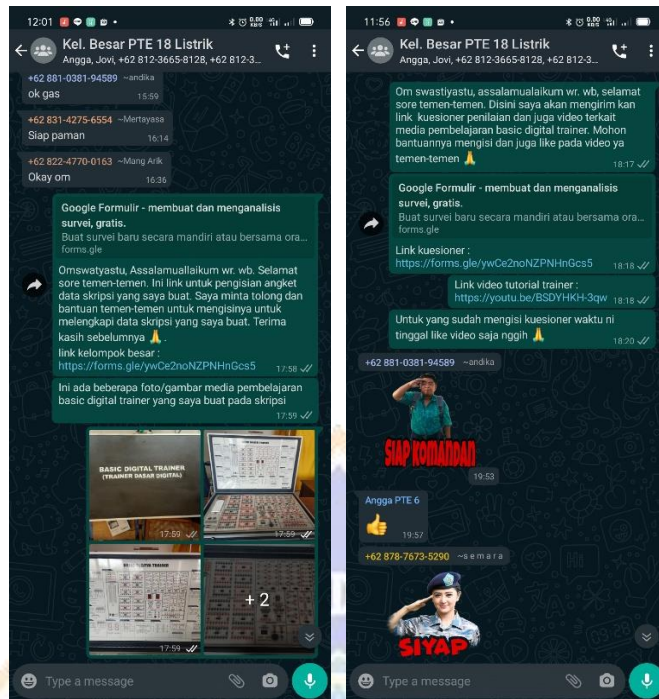 12:01
Kel. Besar PTE 18 Listrik
Angga, Jovi, +62 812-3665-8128, +62 812-3...
+62 881-0381-94589 ~andika
ok gas
15:59
+62 831-4275-6554 ~Mertayasa
Siap paman
16:14
+62 822-4770-0163 ~Mang Arik
Okay om
16:36
Google Formulir - membuat dan menganalisis
survei, gratis.
Buat survei baru secara mandiri atau bersama ora...
forms.gle
Omswatyastu, Assalamuallaikum wr. wb. Selamat
sore temen-temen. Ini link untuk pengisian angket
data skripsi yang saya buat. Saya minta tolong dan
bantuan temen-temen untuk mengisinya untuk
melengkapi data skripsi yang saya buat. Terima
kasih sebelumnya 🙏.
link kelompok besar :
https://forms.gle/ywCe2noNZPNHnGcs5
17:58
Ini ada beberapa foto/gambar media pembelajaran
basic digital trainer yang saya buat pada skripsi
17:59
BASIC DIGITAL TRAINER
(TRAINER DASAR DIGITAL)
17:59
17:59
17:59
+ 2
Type a message
11:56
Kel. Besar PTE 18 Listrik
Angga, Jovi, +62 812-3665-8128, +62 812-3...
Om swastiyastu, assalamualaikum wr. wb, selamat
sore temen-temen. Disini saya akan mengirim kan
link kuesioner penilaian dan juga video terkait
media pembelajaran basic digital trainer. Mohon
bantuannya mengisi dan juga like pada video ya
temen-temen 🙏
18:17
Google Formulir - membuat dan menganalisis
survei, gratis.
Buat survei baru secara mandiri atau bersama ora...
forms.gle
Link kuesioner :
https://forms.gle/ywCe2noNZPNHnGcs5
18:18
Link video tutorial trainer :
https://youtu.be/BSDYHKH-3qw
18:18
Untuk yang sudah mengisi kuesioner waktu ni
tinggal like video saja nggih 🙏
18:20
+62 881-0381-94589 ~andika
SIAP KOMANDAN
19:53
Angga PTE 6
👍
19:57
+62 878-7673-5290 ~s e m a r a
SIYAP
Type a message